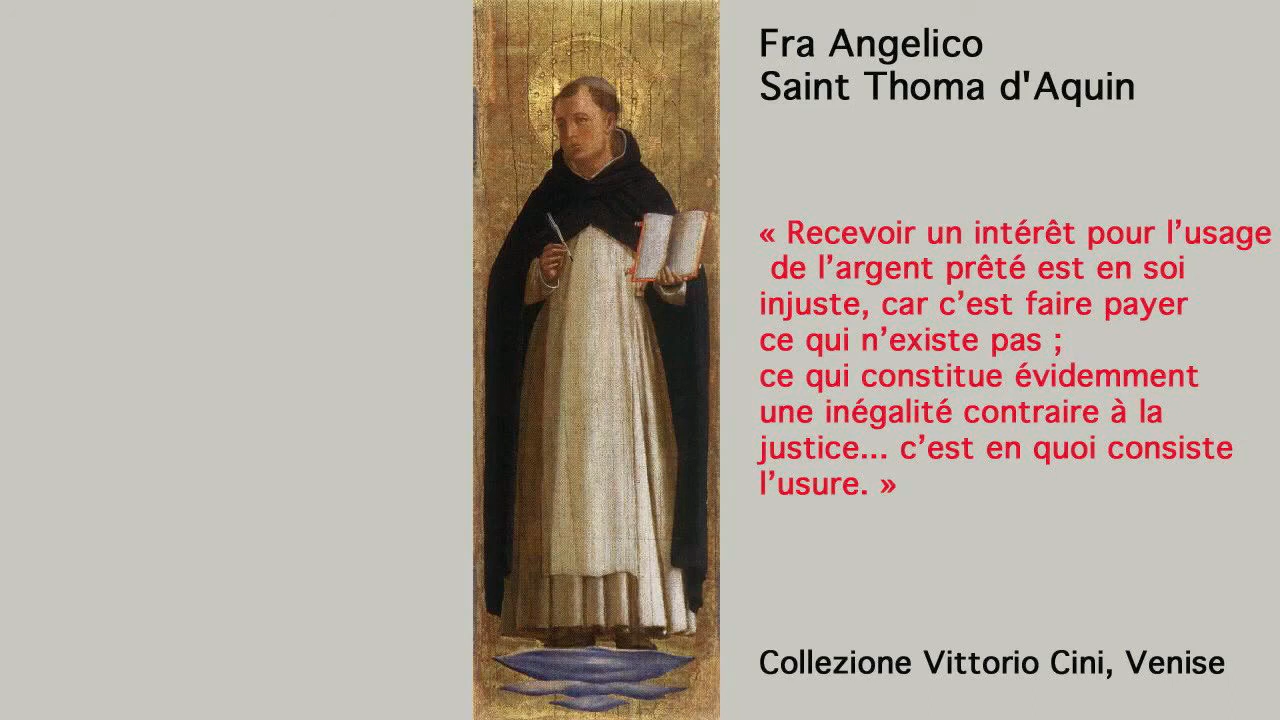 Fra Angelico
Saint Thoma d'Aquin
« Recevoir un intérêt pour l’usage
de l’argent prêté est en soi
injuste, car c’est faire payer
ce qui n’existe pas ;
ce qui constitue évidemment
une inégalité contraire à la
justice... c’est en quoi consiste
l’usure. »
Collezione Vittorio Cini, Venise